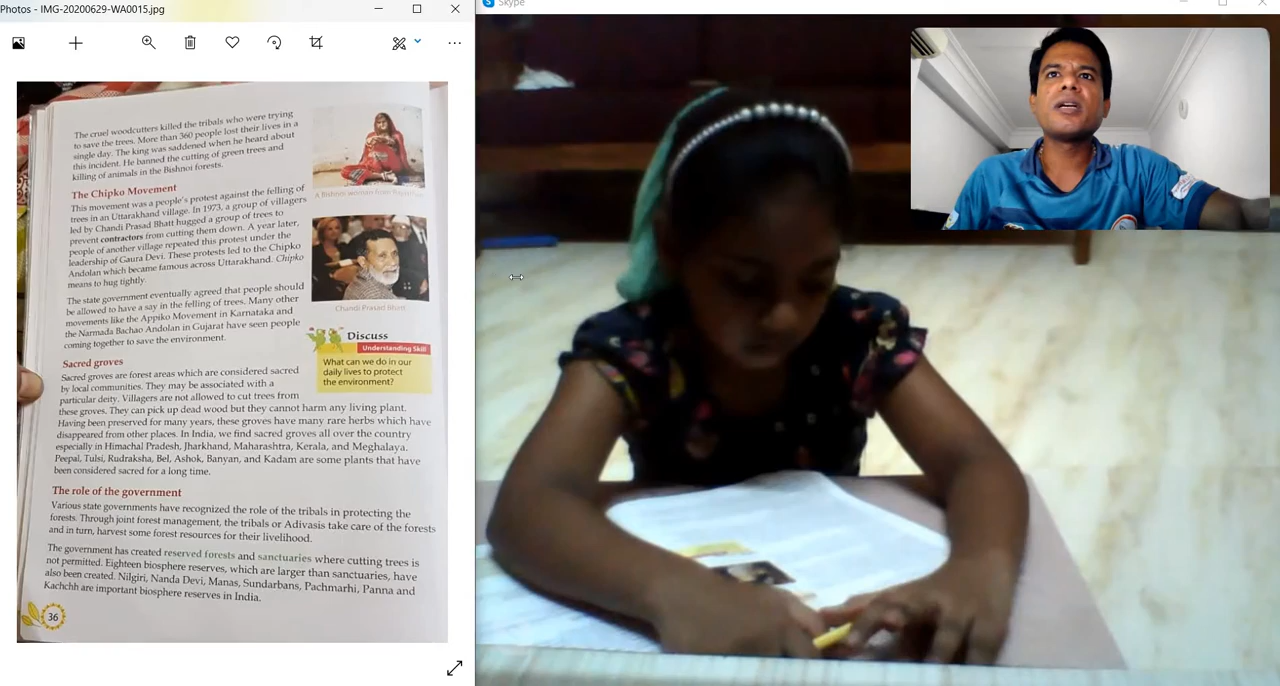 Photos - IMG-20200629-WA0015.jpg
Skype
The cruel woodcutters killed the tribals who were trying
to save the trees. More than 360 people lost their lives in a
single day. The king was saddened when he heard about
this incident. He banned the cutting of green trees and
killing of animals in the Bishnoi forests.
A Bishnoi woman from Rajasthan
The Chipko Movement
This movement was a people's protest against the felling of
trees in an Uttarakhand village. In 1973, a group of villagers
led by Chandi Prasad Bhatt hugged a group of trees to
prevent contractors from cutting them down. A year later,
people of another village repeated this protest under the
leadership of Gaura Devi. These protests led to the Chipko
Andolan which became famous across Uttarakhand. Chipko
means to hug tightly.
Chandi Prasad Bhatt
The state government eventually agreed that people should
be allowed to have a say in the felling of trees. Many other
movements like the Appiko Movement in Karnataka and
the Narmada Bachao Andolan in Gujarat have seen people
coming together to save the environment.
Discuss
Understanding Skill
What can we do in our
daily lives to protect
the environment?
Sacred groves
Sacred groves are forest areas which are considered sacred
by local communities. They may be associated with a
particular deity. Villagers are not allowed to cut trees from
these groves. They can pick up dead wood but they cannot harm any living plant.
Having been preserved for many years, these groves have many rare herbs which have
disappeared from other places. In India, we find sacred groves all over the country
especially in Himachal Pradesh, Jharkhand, Maharashtra, Kerala, and Meghalaya.
Peepal, Tulsi, Rudraksha, Bel, Ashok, Banyan, and Kadam are some plants that have
been considered sacred for a long time.
The role of the government
Various state governments have recognized the role of the tribals in protecting the
forests. Through joint forest management, the tribals or Adivasis take care of the forests
and in turn, harvest some forest resources for their livelihood.
The government has created reserved forests and sanctuaries where cutting trees is
not permitted. Eighteen biosphere reserves, which are larger than sanctuaries, have
also been created. Nilgiri, Nanda Devi, Manas, Sundarbans, Pachmarhi, Panna and
Kachchh are important biosphere reserves in India.
36